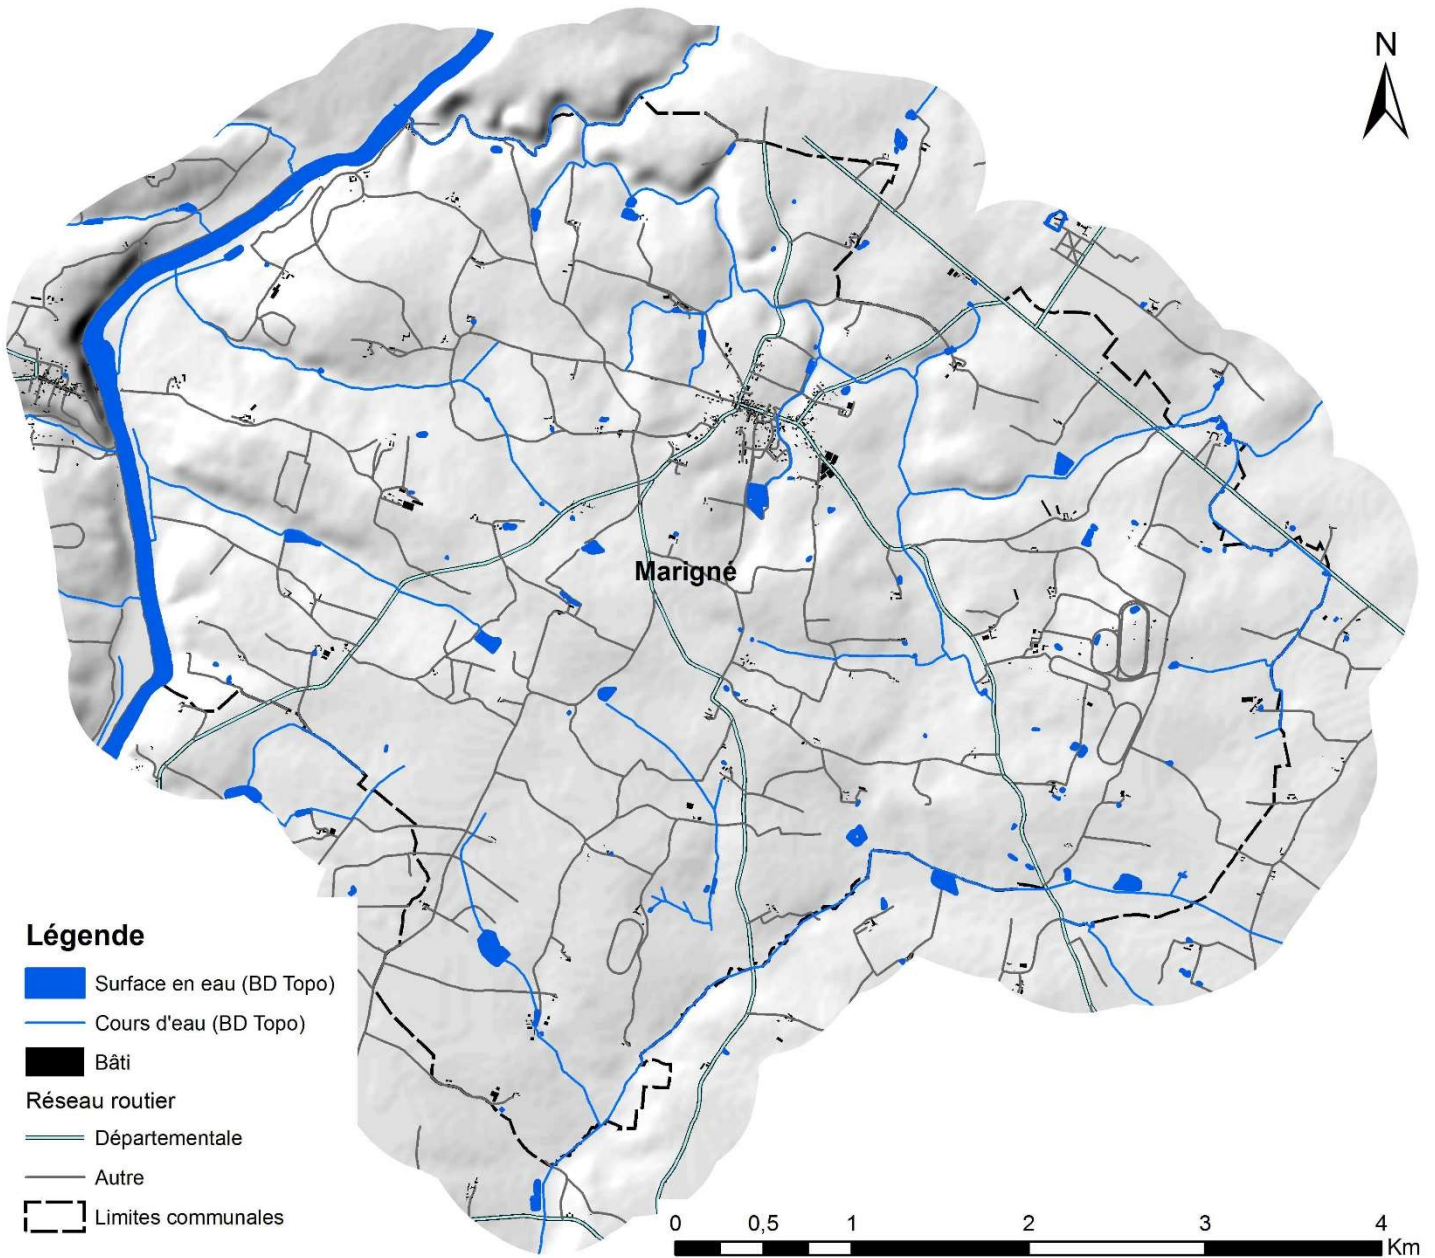 N
Marigné
Légende
Surface en eau (BD Topo)
Cours d'eau (BD Topo)
Bâti
Réseau routier
Départementale
Autre
Limites communales
0 0,5 1 2 3 4
Km